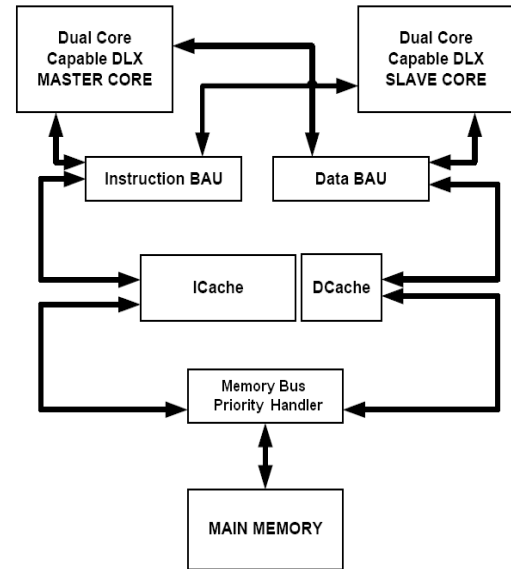 Dual Core
Capable DLX
MASTER CORE
Dual Core
Capable DLX
SLAVE CORE
Instruction BAU
Data BAU
ICache
DCache
Memory Bus
Priority Handler
MAIN MEMORY